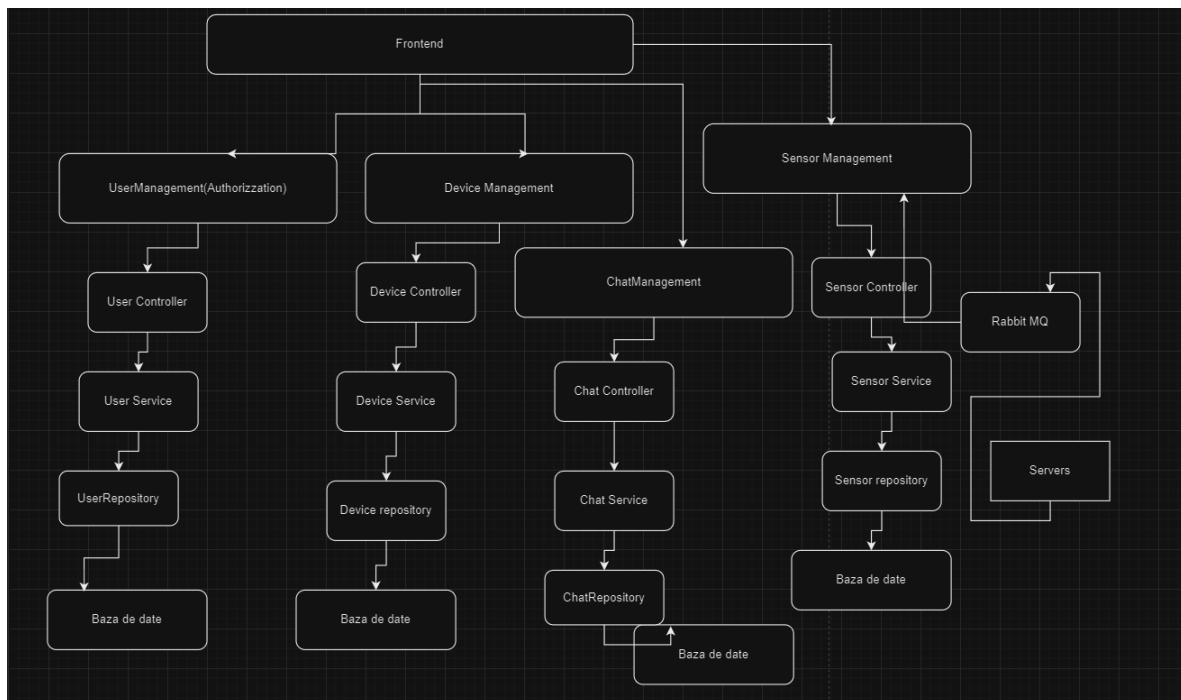 Frontend
Sensor Management
UserManagement(Authorizzation)
Device Management
ChatManagement
User Controller
Device Controller
Sensor Controller
Rabbit MQ
User Service
Device Service
Chat Controller
Sensor Service
Servers
UserRepository
Device repository
Chat Service
Sensor repository
Baza de date
Baza de date
ChatRepository
Baza de date
Baza de date